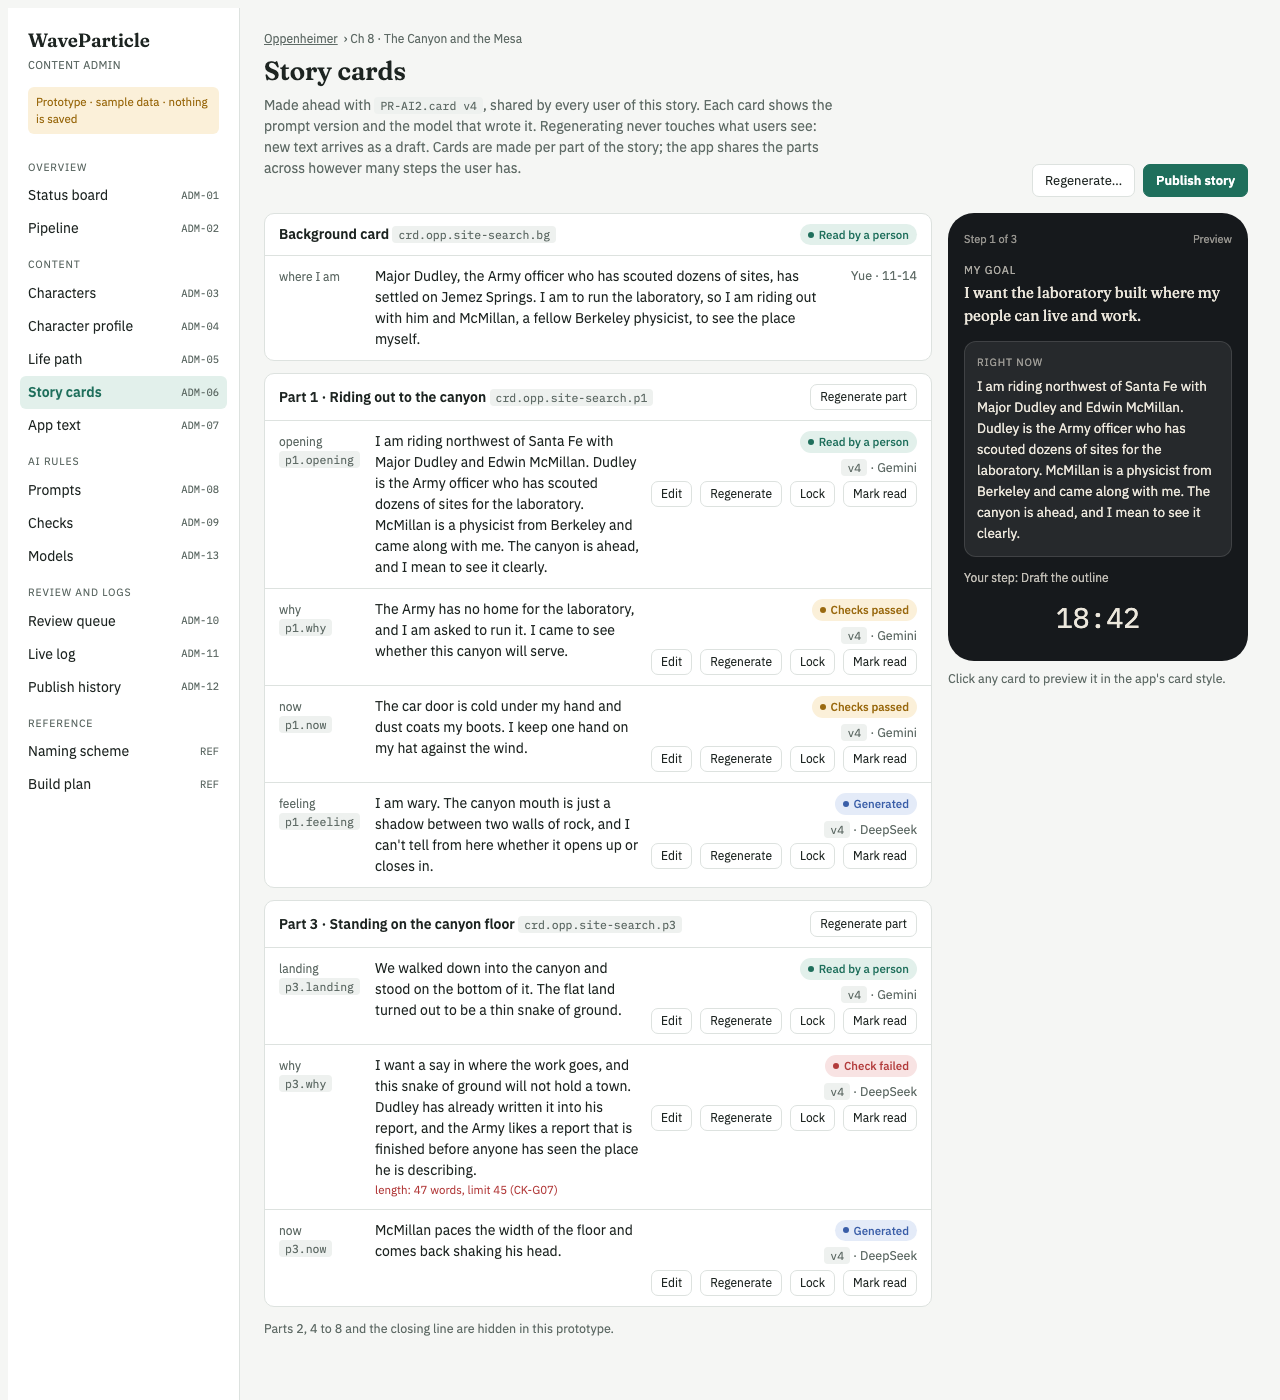 WaveParticle
CONTENT ADMIN
Prototype · sample data · nothing
is saved
OVERVIEW
Status board ADM-01
Pipeline ADM-02
CONTENT
Characters ADM-03
Character profile ADM-04
Life path ADM-05
Story cards ADM-06
App text ADM-07
AI RULES
Prompts ADM-08
Checks ADM-09
Models ADM-13
REVIEW AND LOGS
Review queue ADM-10
Live log ADM-11
Publish history ADM-12
REFERENCE
Naming scheme REF
Build plan REF
Oppenheimer › Ch 8 · The Canyon and the Mesa
Story cards
Made ahead with PR-AI2.card v4 , shared by every user of this story. Each card shows the
prompt version and the model that wrote it. Regenerating never touches what users see:
new text arrives as a draft. Cards are made per part of the story; the app shares the parts
across however many steps the user has.
Regenerate… Publish story
Background card crd.opp.site-search.bg Read by a person
where I am
Major Dudley, the Army officer who has scouted dozens of sites, has
settled on Jemez Springs. I am to run the laboratory, so I am riding out
with him and McMillan, a fellow Berkeley physicist, to see the place
myself.
Yue · 11-14
Part 1 · Riding out to the canyon crd.opp.site-search.p1 Regenerate part
opening
p1.opening
I am riding northwest of Santa Fe with
Major Dudley and Edwin McMillan. Dudley
is the Army officer who has scouted
dozens of sites for the laboratory.
McMillan is a physicist from Berkeley and
came along with me. The canyon is ahead,
and I mean to see it clearly.
Read by a person
v4 · Gemini
Edit Regenerate Lock Mark read
why
p1.why
The Army has no home for the laboratory,
and I am asked to run it. I came to see
whether this canyon will serve.
Checks passed
v4 · Gemini
Edit Regenerate Lock Mark read
now
p1.now
The car door is cold under my hand and
dust coats my boots. I keep one hand on
my hat against the wind.
Checks passed
v4 · Gemini
Edit Regenerate Lock Mark read
feeling
p1.feeling
I am wary. The canyon mouth is just a
shadow between two walls of rock, and I
can't tell from here whether it opens up or
closes in.
Generated
v4 · DeepSeek
Edit Regenerate Lock Mark read
Part 3 · Standing on the canyon floor crd.opp.site-search.p3 Regenerate part
landing
p3.landing
We walked down into the canyon and
stood on the bottom of it. The flat land
turned out to be a thin snake of ground.
Read by a person
v4 · Gemini
Edit Regenerate Lock Mark read
why
p3.why
I want a say in where the work goes, and
this snake of ground will not hold a town.
Dudley has already written it into his
report, and the Army likes a report that is
finished before anyone has seen the place
he is describing.
length: 47 words, limit 45 (CK-G07)
Check failed
v4 · DeepSeek
Edit Regenerate Lock Mark read
now
p3.now
McMillan paces the width of the floor and
comes back shaking his head.
Generated
v4 · DeepSeek
Edit Regenerate Lock Mark read
Parts 2, 4 to 8 and the closing line are hidden in this prototype.
Step 1 of 3 Preview
MY GOAL
I want the laboratory built where my
people can live and work.
RIGHT NOW
I am riding northwest of Santa Fe with
Major Dudley and Edwin McMillan.
Dudley is the Army officer who has
scouted dozens of sites for the
laboratory. McMillan is a physicist from
Berkeley and came along with me. The
canyon is ahead, and I mean to see it
clearly.
Your step: Draft the outline
18:42
Click any card to preview it in the app's card style.